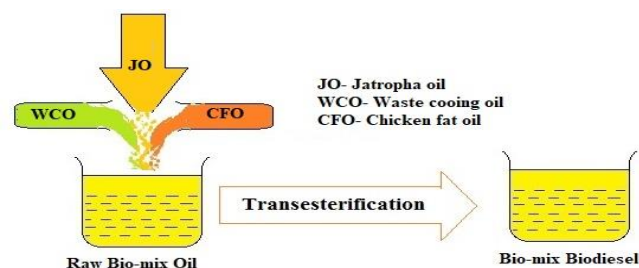 JO
WCO
CFO
JO- Jatropha oil
WCO- Waste cooing oil
CFO- Chicken fat oil
Transesterification
Raw Bio-mix Oil
Bio-mix Biodiesel